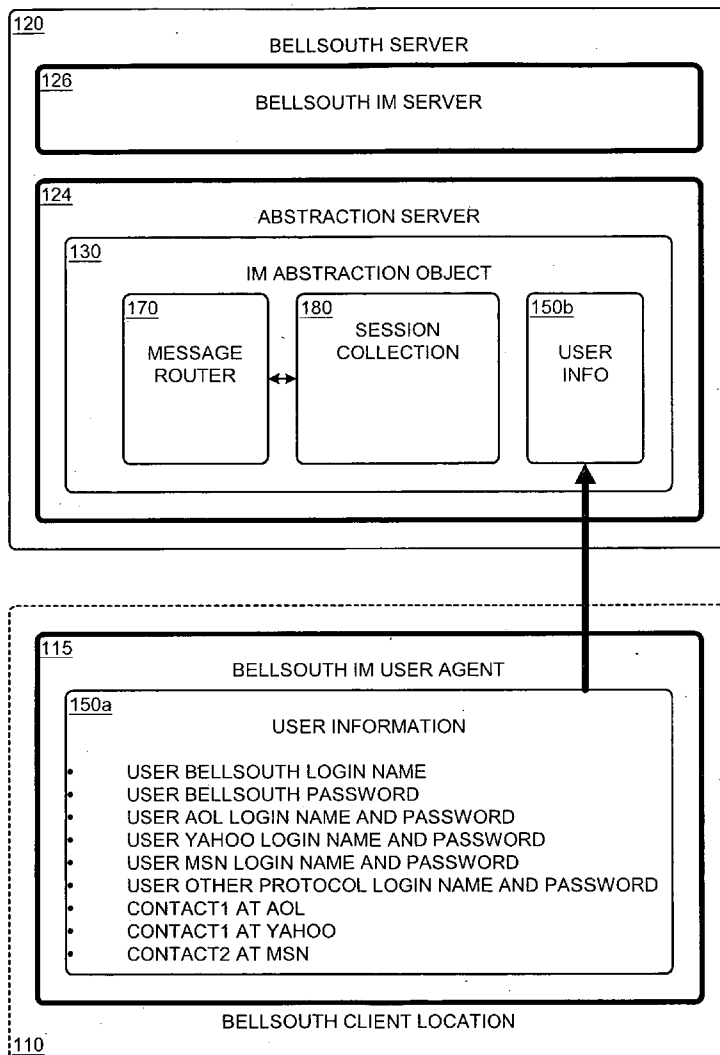 120
BELLSOUTH SERVER
126
BELLSOUTH IM SERVER
124
ABSTRACTION SERVER
130
IM ABSTRACTION OBJECT
170
MESSAGE
ROUTER
180
SESSION
COLLECTION
150b
USER
INFO
115
BELLSOUTH IM USER AGENT
150a
USER INFORMATION
• USER BELLSOUTH LOGIN NAME
• USER BELLSOUTH PASSWORD
• USER AOL LOGIN NAME AND PASSWORD
• USER YAHOO LOGIN NAME AND PASSWORD
• USER MSN LOGIN NAME AND PASSWORD
• USER OTHER PROTOCOL LOGIN NAME AND PASSWORD
• CONTACT1 AT AOL
• CONTACT1 AT YAHOO
• CONTACT2 AT MSN
BELLSOUTH CLIENT LOCATION
110